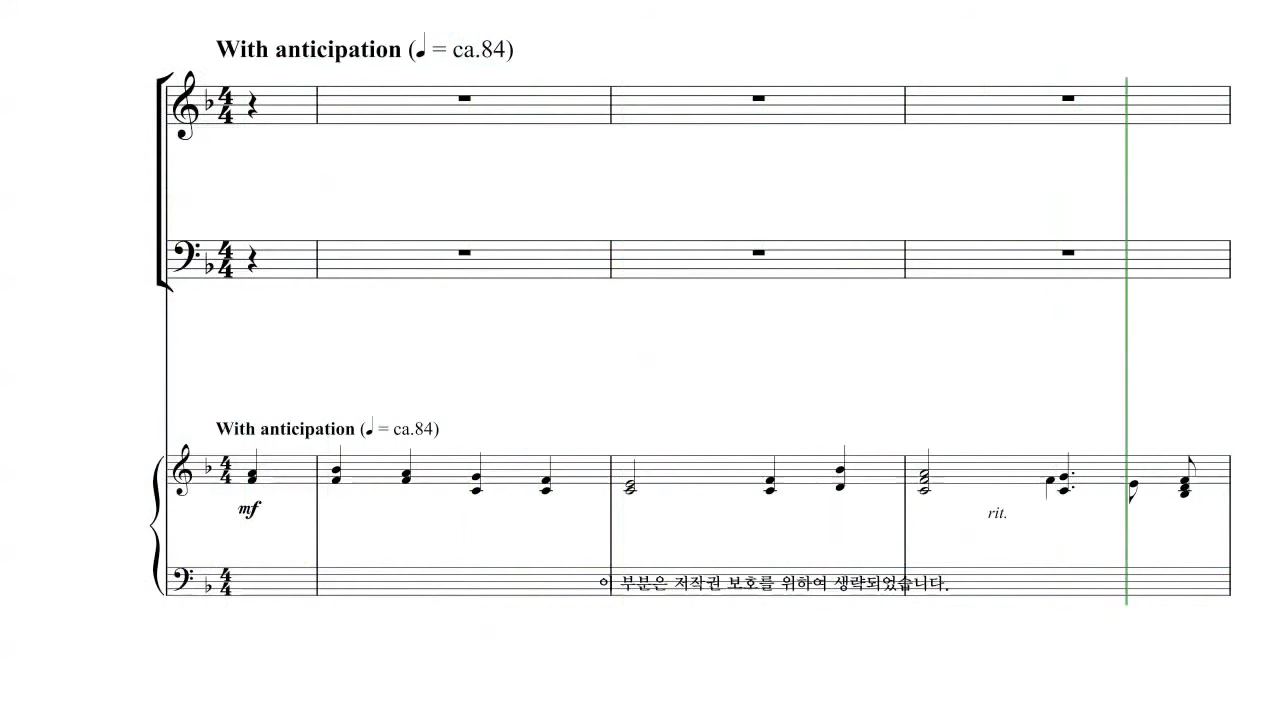 With anticipation (♩ = ca.84)
With anticipation (♩ = ca.84)
mf
rit.
이 부분은 저작권 보호를 위하여 생략되었습니다.